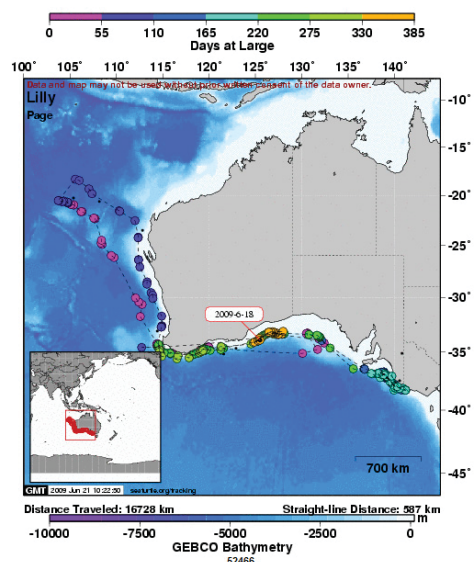 0 55 110 165 220 275 330 385
Days at Large
100° 105° 110° 115° 120° 125° 130° 135° 140°
Data and map may not be used without prior written consent of the data owner.
Lilly
Page
-10°
-15°
-20°
-25°
-30°
2009-6-18
-35°
-40°
700 km
-45°
GMT 2009 Jun 21 10:22:50 seaturtle.org/tracking
Distance Traveled: 16728 km Straight-line Distance: 587 km
m
-10000 -7500 -5000 -2500 0
GEBCO Bathymetry
52466